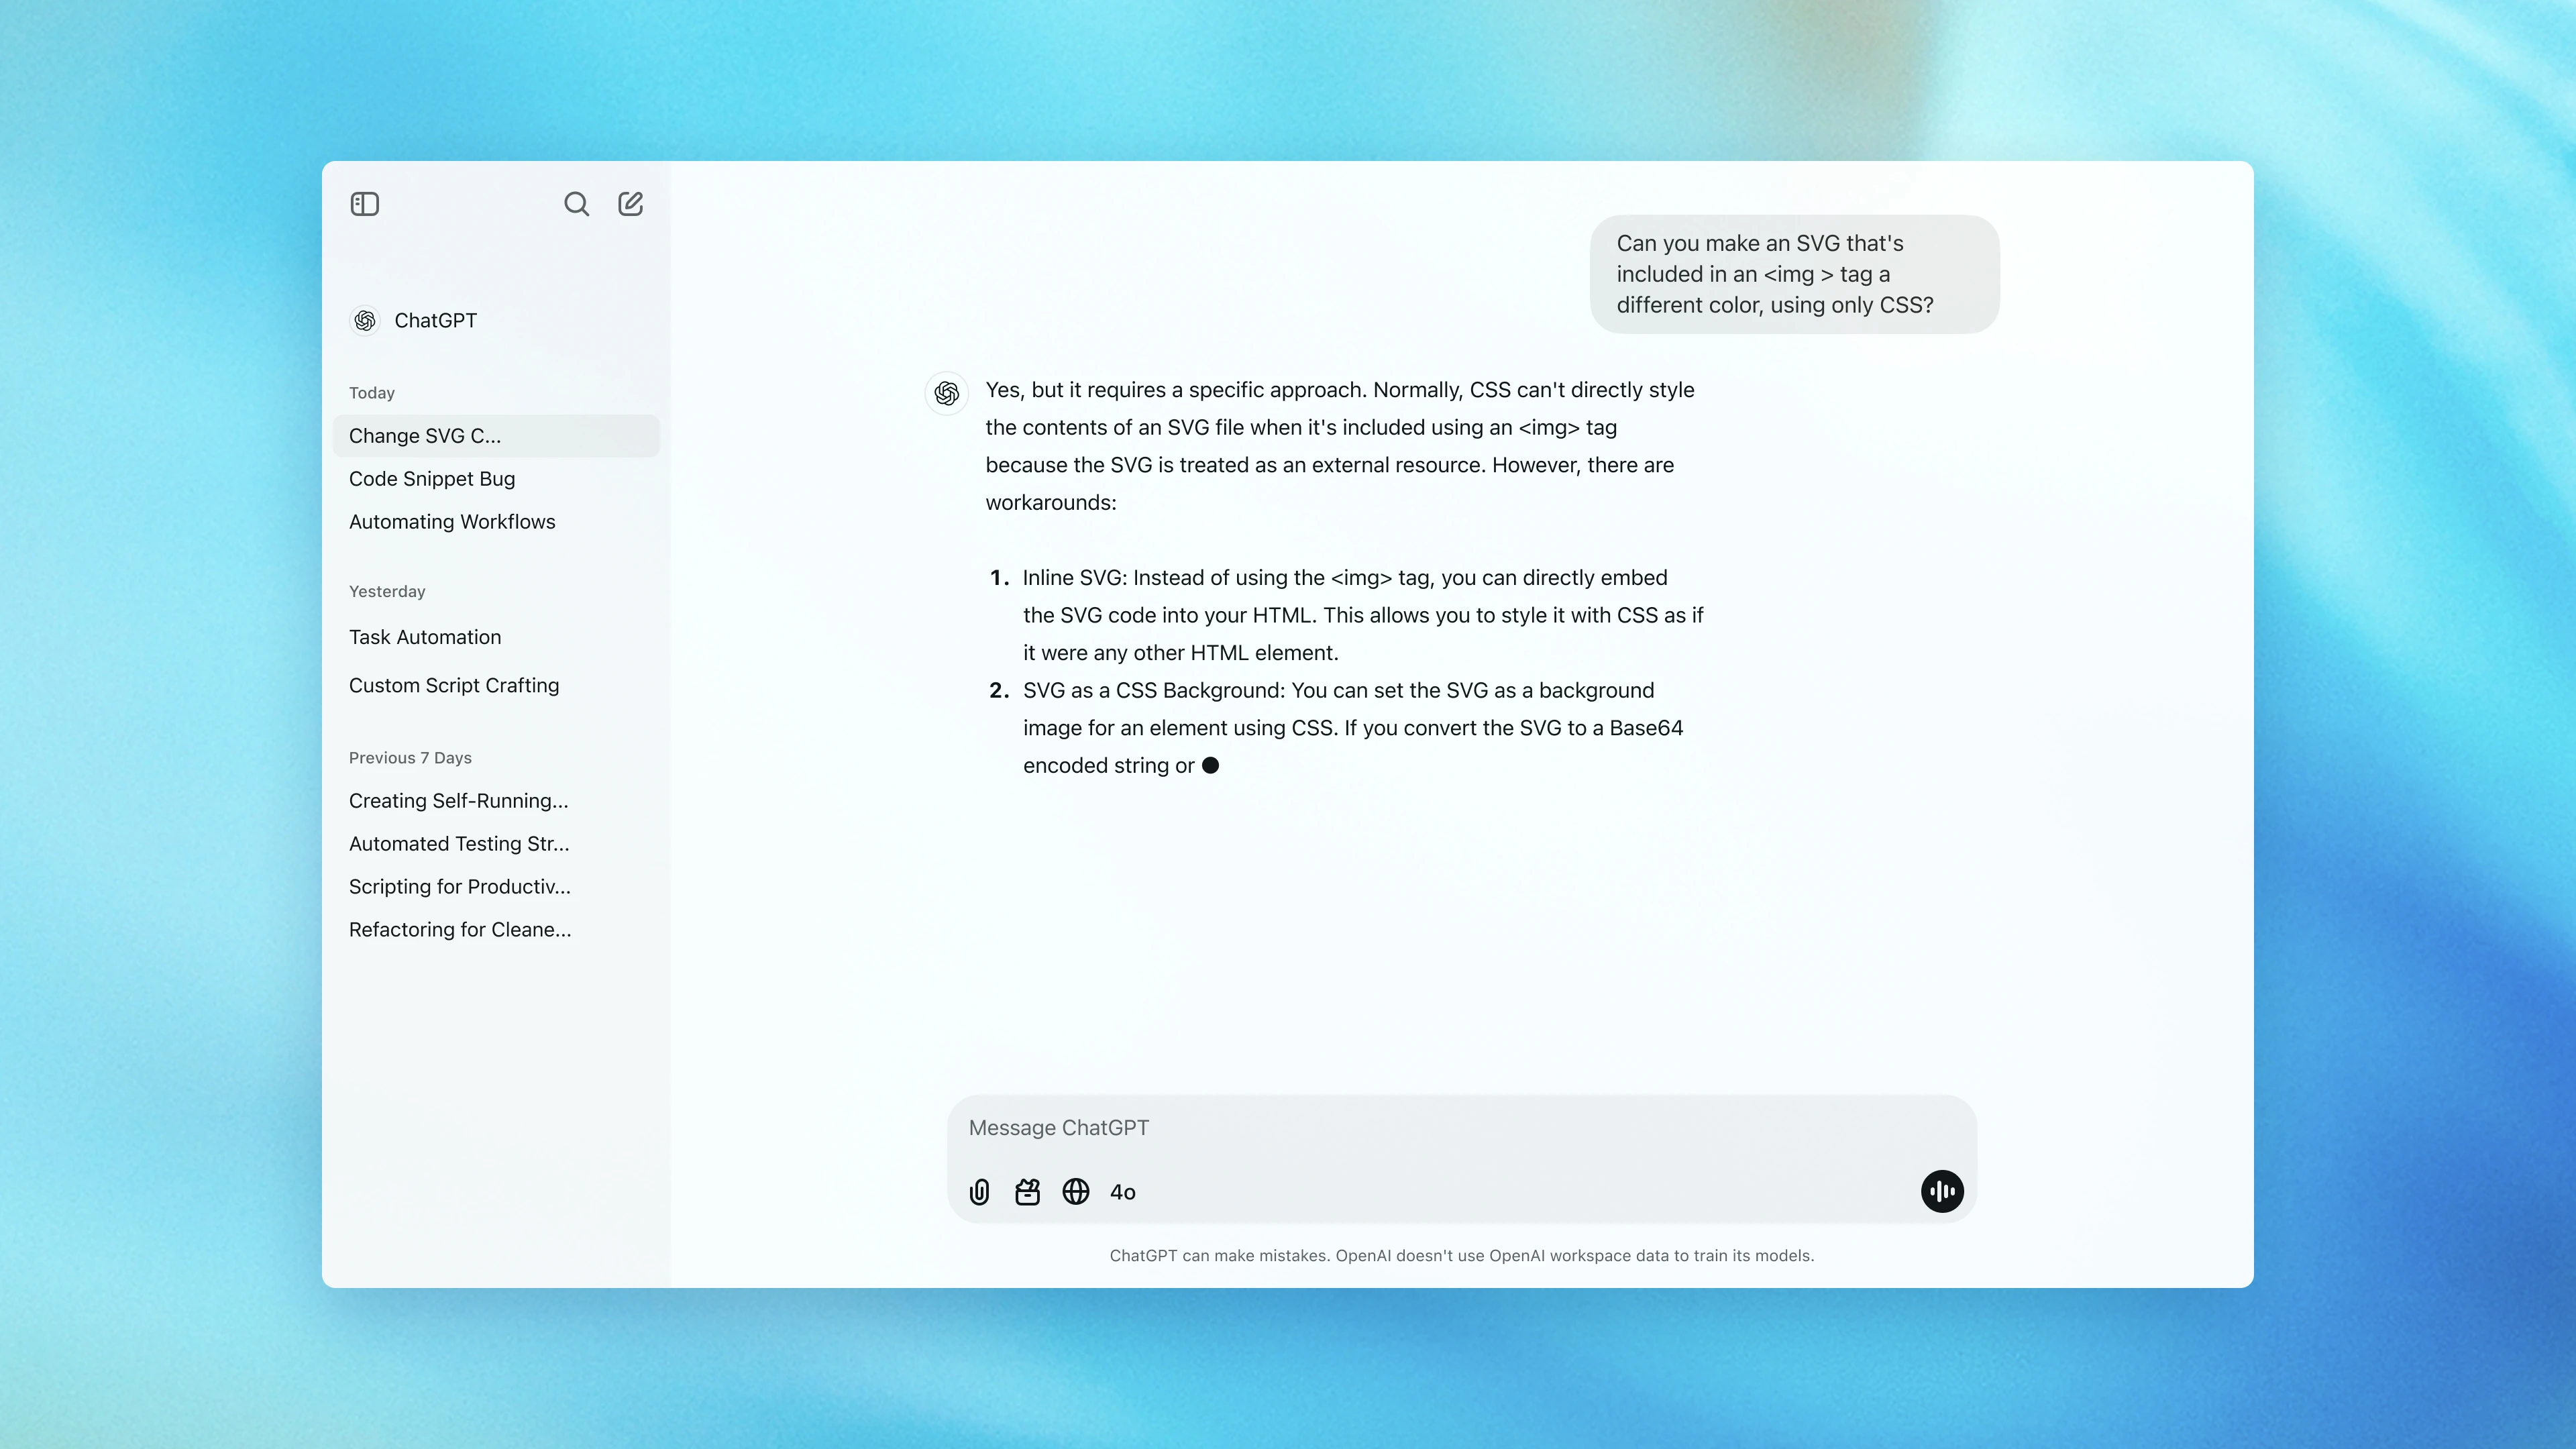 ChatGPT
Today
Change SVG C...
Code Snippet Bug
Automating Workflows
Yesterday
Task Automation
Custom Script Crafting
Previous 7 Days
Creating Self-Running...
Automated Testing Str...
Scripting for Productiv...
Refactoring for Cleane...
Can you make an SVG that's
included in an <img > tag a
different color, using only CSS?
Yes, but it requires a specific approach. Normally, CSS can't directly style
the contents of an SVG file when it's included using an <img> tag
because the SVG is treated as an external resource. However, there are
workarounds:
1. Inline SVG: Instead of using the <img> tag, you can directly embed
the SVG code into your HTML. This allows you to style it with CSS as if
it were any other HTML element.
2. SVG as a CSS Background: You can set the SVG as a background
image for an element using CSS. If you convert the SVG to a Base64
encoded string or
Message ChatGPT
4o
ChatGPT can make mistakes. OpenAI doesn't use OpenAI workspace data to train its models.